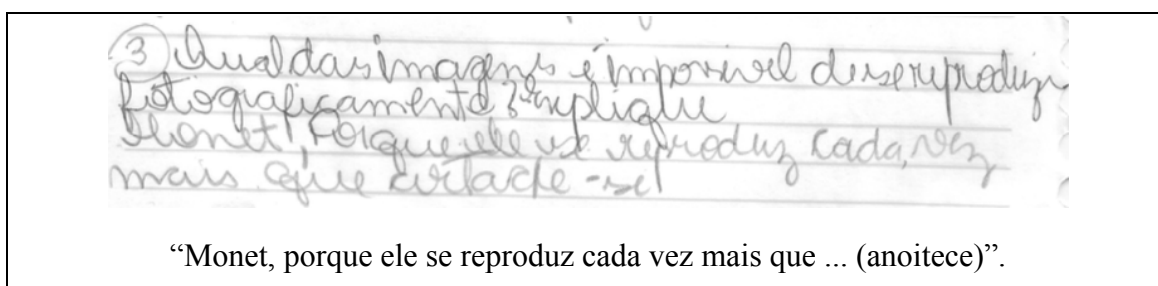 3 Qual das imagens é impossivel de se reproduzir
fotograficamente? explique
Monet, Porque ele se reproduz cada vez
mais que
“Monet, porque ele se reproduz cada vez mais que ... (anoitece)”.